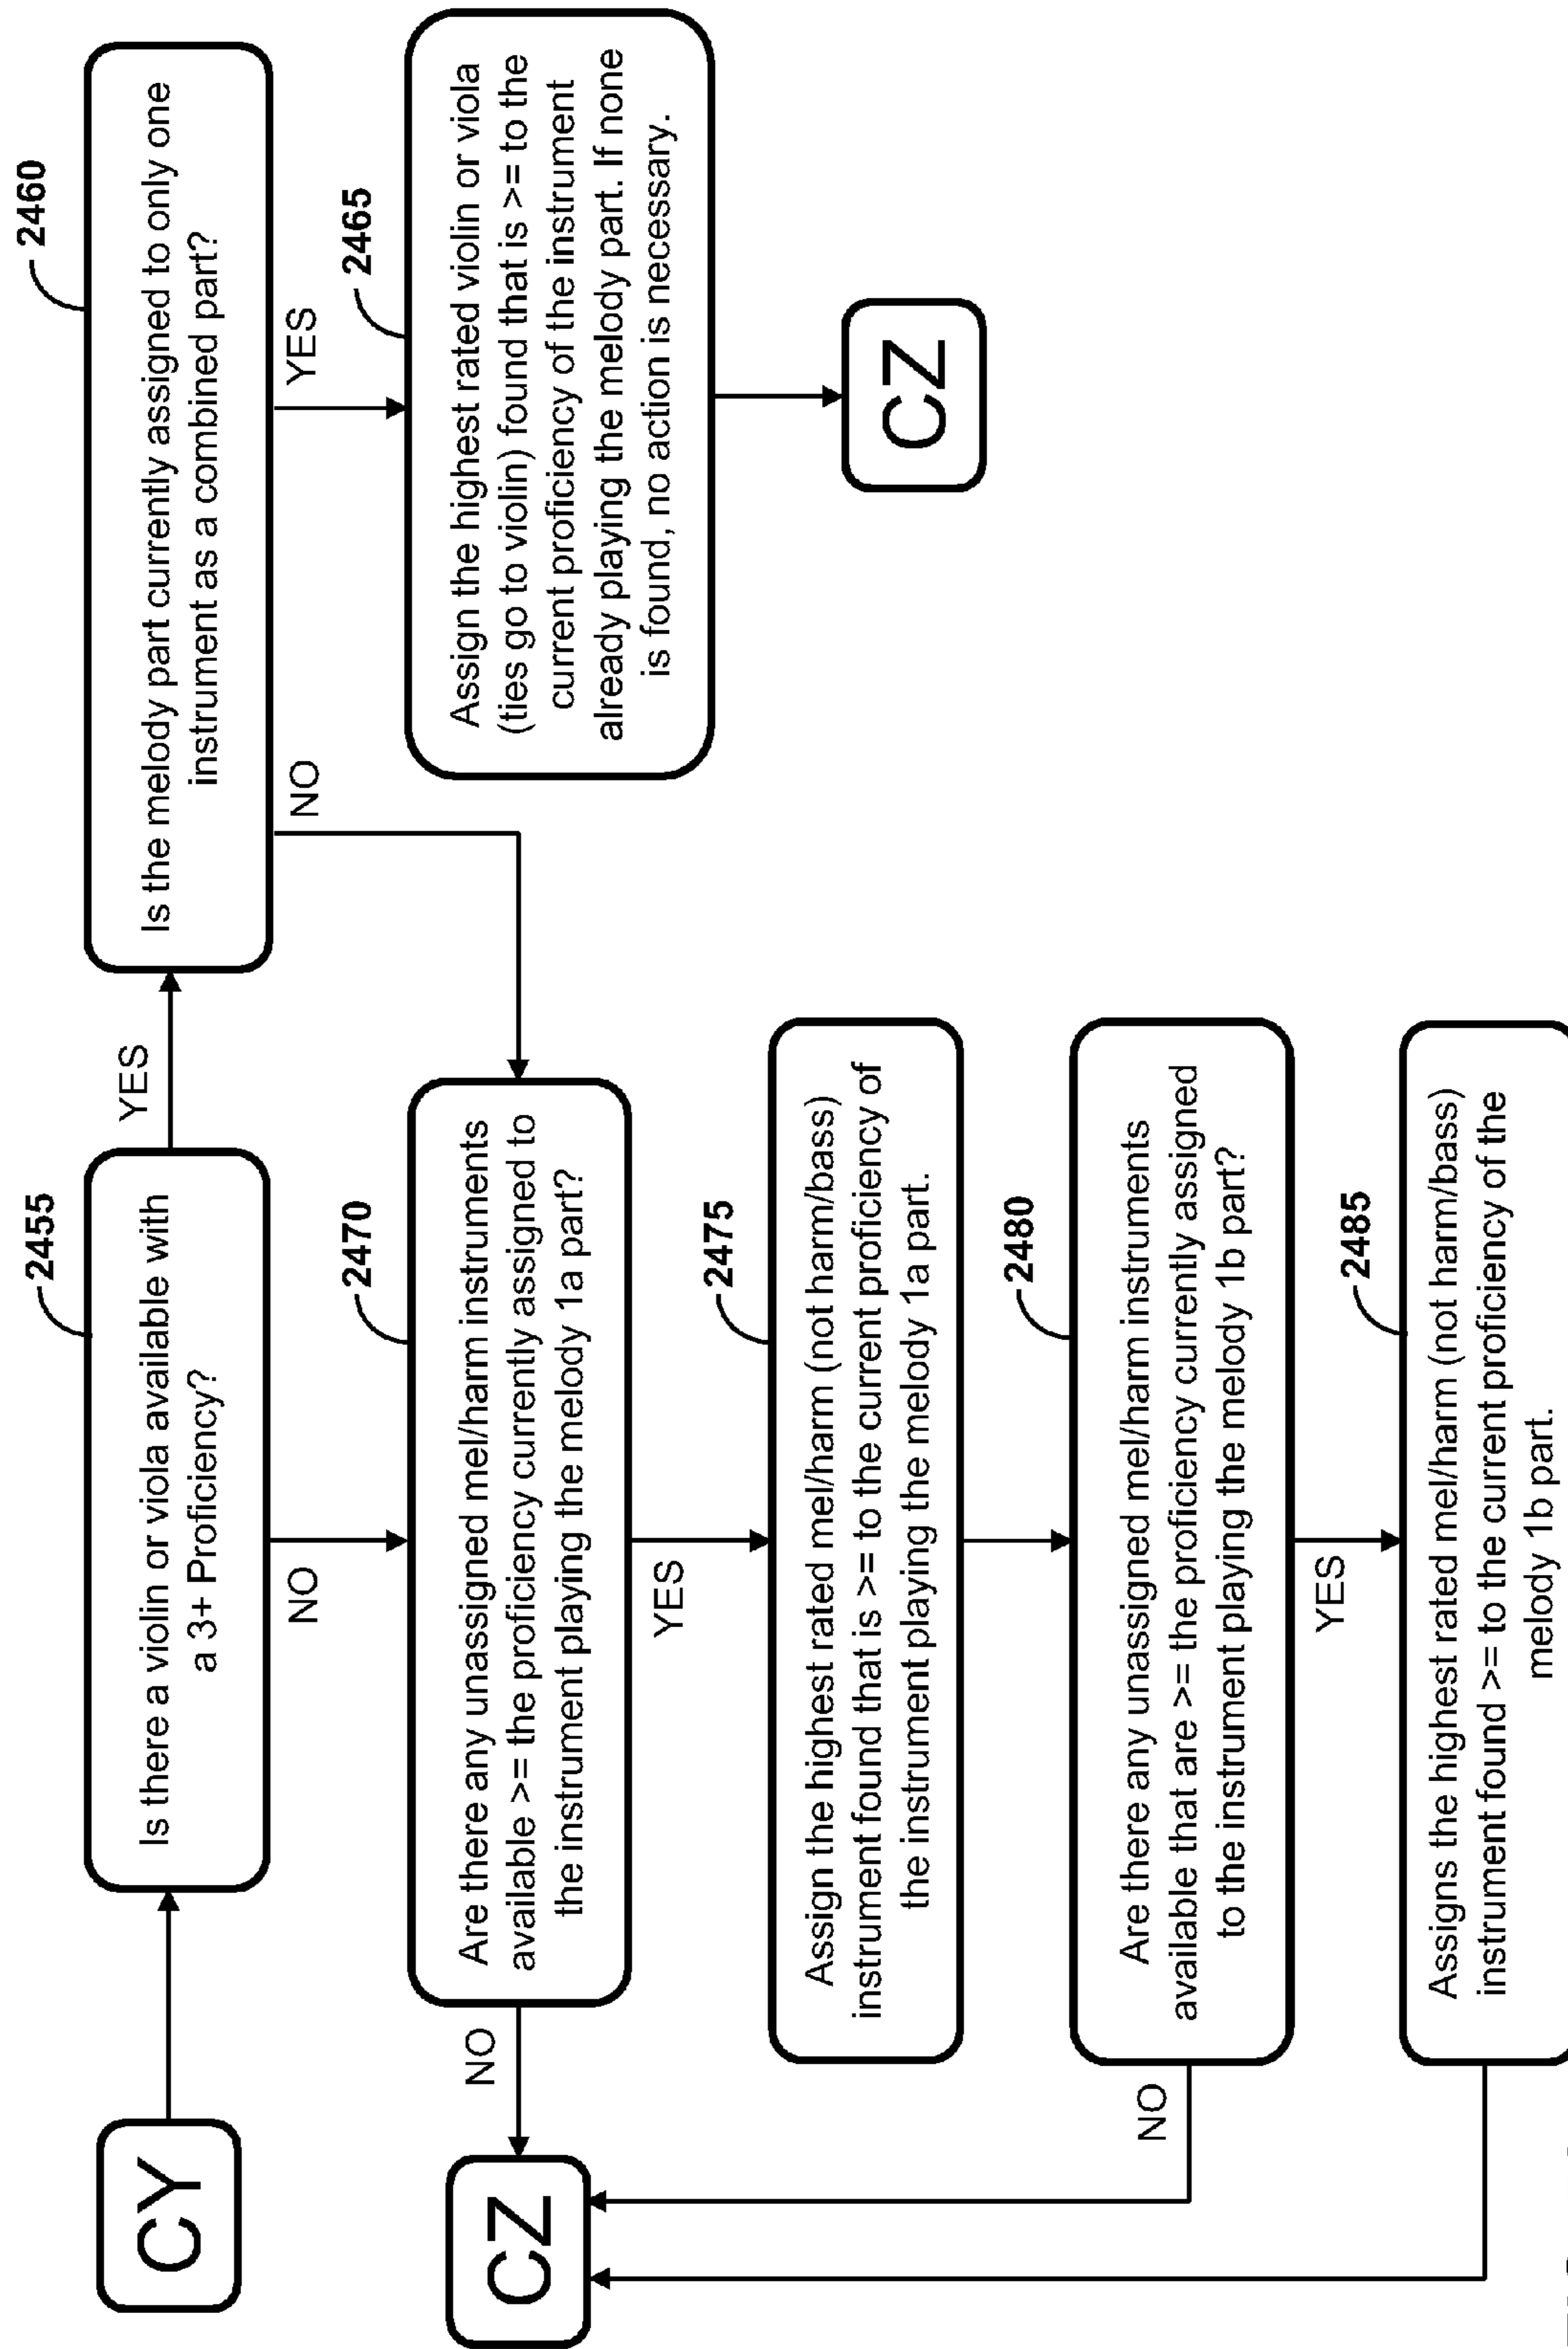 CY
2455
Is there a violin or viola available with
a 3+ Proficiency?
YES
NO
2460
Is the melody part currently assigned to only one
instrument as a combined part?
YES
NO
2465
Assign the highest rated violin or viola
(ties go to violin) found that is >= to the
current proficiency of the instrument
already playing the melody part. If none
is found, no action is necessary.
CZ
2470
Are there any unassigned mel/harm instruments
available >= the proficiency currently assigned to
the instrument playing the melody 1a part?
NO
CZ
YES
2475
Assign the highest rated mel/harm (not harm/bass)
instrument found that is >= to the current proficiency of
the instrument playing the melody 1a part.
2480
Are there any unassigned mel/harm instruments
available that are >= the proficiency currently assigned
to the instrument playing the melody 1b part?
NO
YES
2485
Assigns the highest rated mel/harm (not harm/bass)
instrument found >= to the current proficiency of the
melody 1b part.